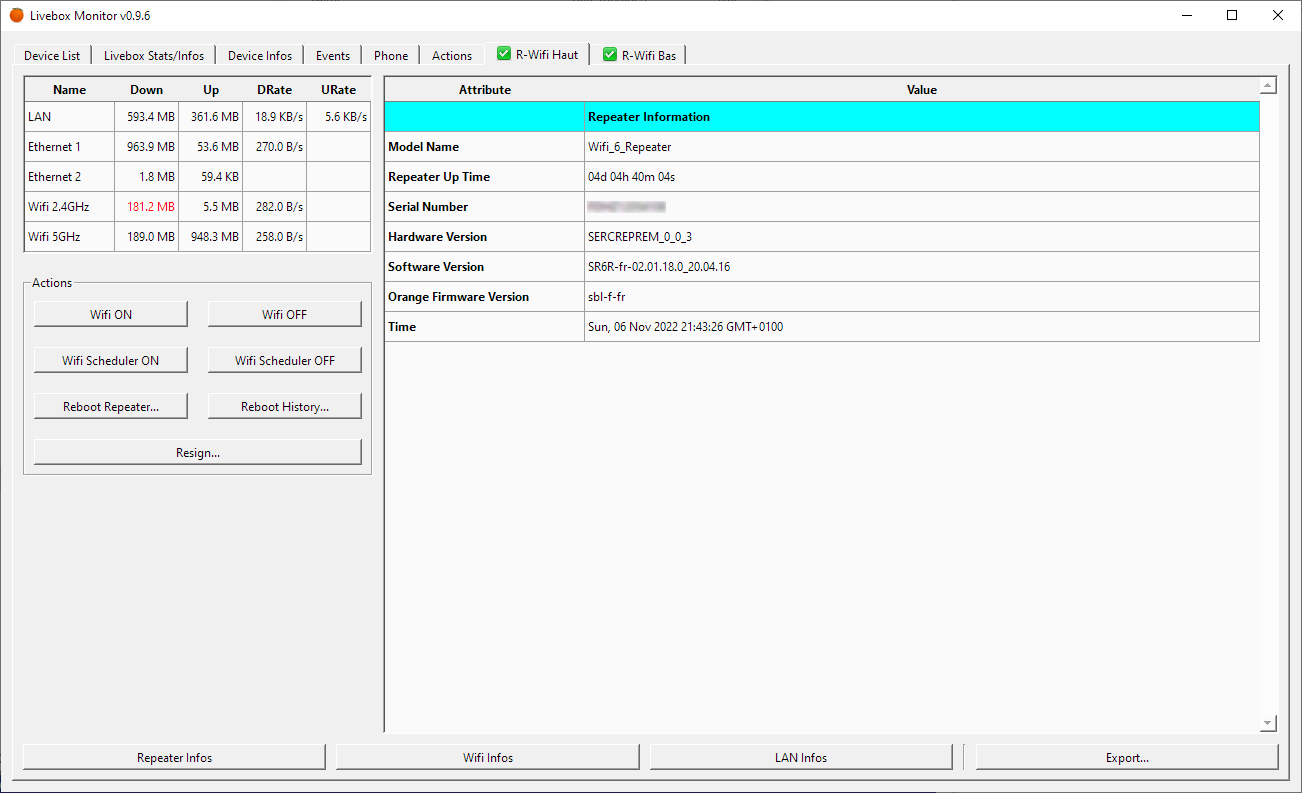 Livebox Monitor v0.9.6
Device List Livebox Stats/Infos Device Infos Events Phone Actions R-Wifi Haut R-Wifi Bas
Name Down Up DRate URate
LAN 593.4 MB 361.6 MB 18.9 KB/s 5.6 KB/s
Ethernet 1 963.9 MB 53.6 MB 270.0 B/s
Ethernet 2 1.8 MB 59.4 KB
Wifi 2.4GHz 181.2 MB 5.5 MB 282.0 B/s
Wifi 5GHz 189.0 MB 948.3 MB 258.0 B/s
Actions
Wifi ON Wifi OFF
Wifi Scheduler ON Wifi Scheduler OFF
Reboot Repeater... Reboot History...
Resign...
Attribute Value
Repeater Information
Model Name Wifi_6_Repeater
Repeater Up Time 04d 04h 40m 04s
Serial Number
Hardware Version SERCREPREM_0_0_3
Software Version SR6R-fr-02.01.18.0_20.04.16
Orange Firmware Version sbl-f-fr
Time Sun, 06 Nov 2022 21:43:26 GMT+0100
Repeater Infos Wifi Infos LAN Infos Export...